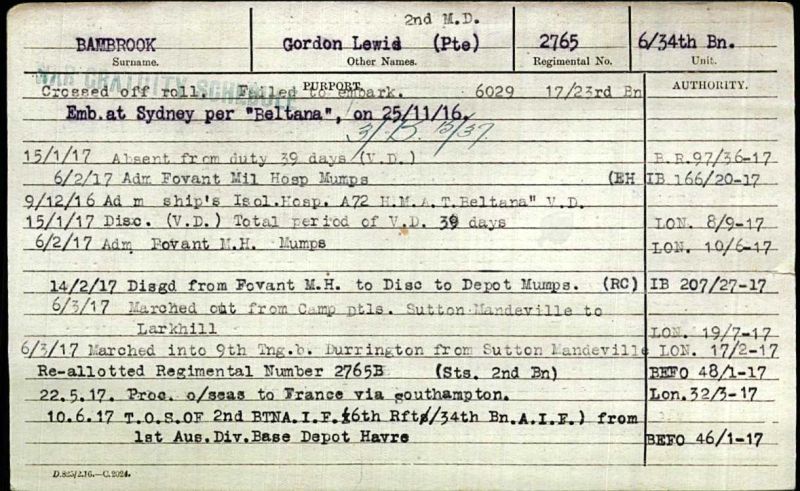 2nd M.D.
BAMBROOK Gordon Lewis (Pte) 2765 6/34th Bn.
Surname. Other Names. Regimental No. Unit.
WAR GRATUITY SCHEDULE
PURPORT. AUTHORITY.
Crossed off roll. Failed to embark. 6029 17/23rd Bn
Emb.at Sydney per "Beltana", on 25/11/16.
15/1/17 Absent from duty 39 days (V.D.) B.R.97/36-17
6/2/17 Adm Fovant Mil Hosp Mumps (EH IB 166/20-17
9/12/16 Ad m ship's Isol.Hosp. A72 H.M.A.T.Beltana" V.D.
15/1/17 Disc. (V.D.) Total period of V.D. 39 days LON. 8/9-17
6/2/17 Adm Fovant M.H. Mumps LON. 10/6-17
14/2/17 Disgd from Fovant M.H. to Disc to Depot Mumps. (RC) IB 207/27-17
6/3/17 Marched out from Camp ptls. Sutton Mandeville to
Larkhill LON. 19/7-17
6/3/17 Marched into 9th Tng.b. Durrington from Sutton Mandeville LON. 17/2-17
Re-allotted Regimental Number 2765B (Sts. 2nd Bn) BEFO 48/1-17
22.5.17. Proc. o/seas to France via Southampton. Lon.32/3-17
10.6.17 T.O.S.OF 2nd BTNA.I.F. 6th Rft/34th Bn.A.I.F.) from
1st Aus.Div.Base Depot Havre BEFO 46/1-17
D.825/2.16.—C.2024.